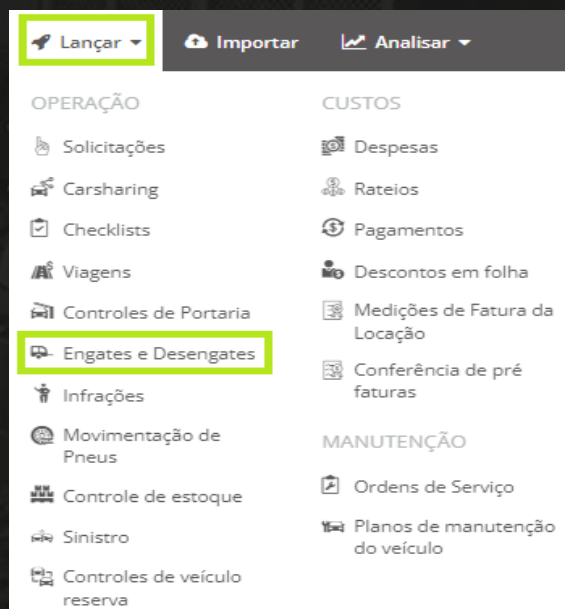 Lançar Importar Analisar
OPERAÇÃO
Solicitações
Carsharing
Checklists
Viagens
Controles de Portaria
Engates e Desengates
Infrações
Movimentação de
Pneus
Controle de estoque
Sinistro
Controles de veículo
reserva
CUSTOS
Despesas
Rateios
Pagamentos
Descontos em folha
Medições de Fatura da
Locação
Conferência de pré
faturas
MANUTENÇÃO
Ordens de Serviço
Planos de manutenção
do veículo